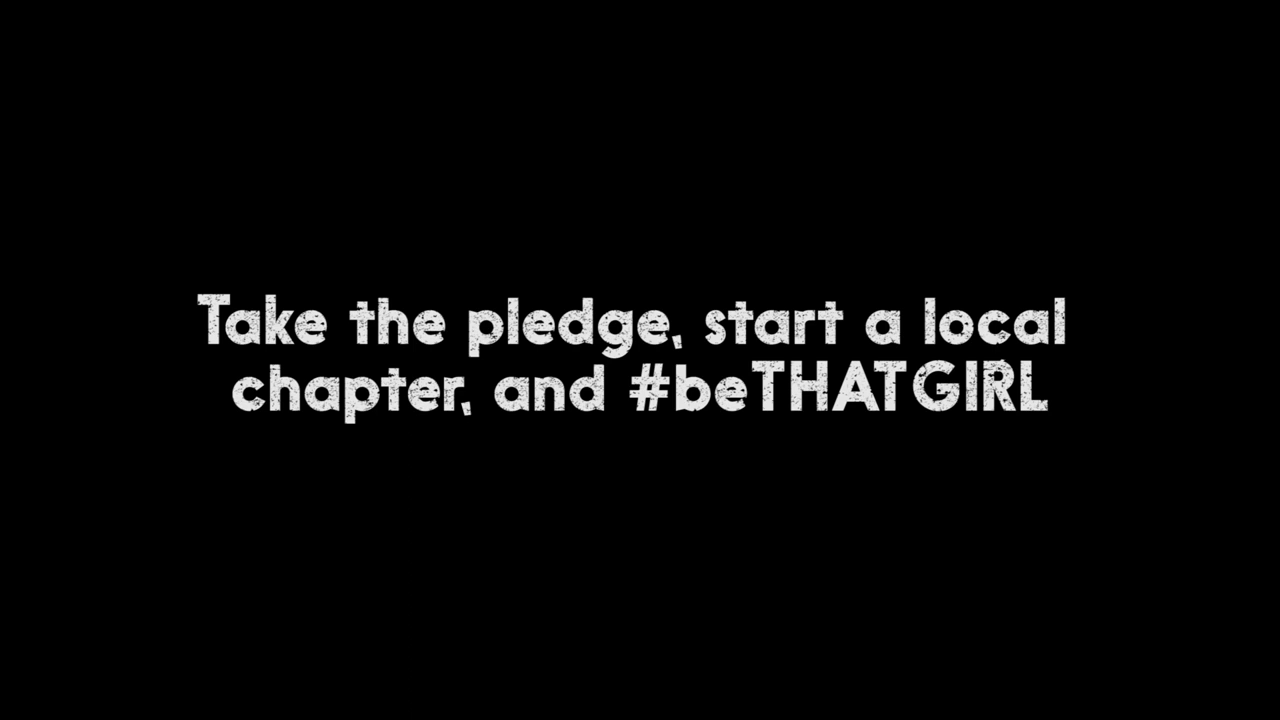 Take the pledge, start a local
chapter, and #beTHATGIRL